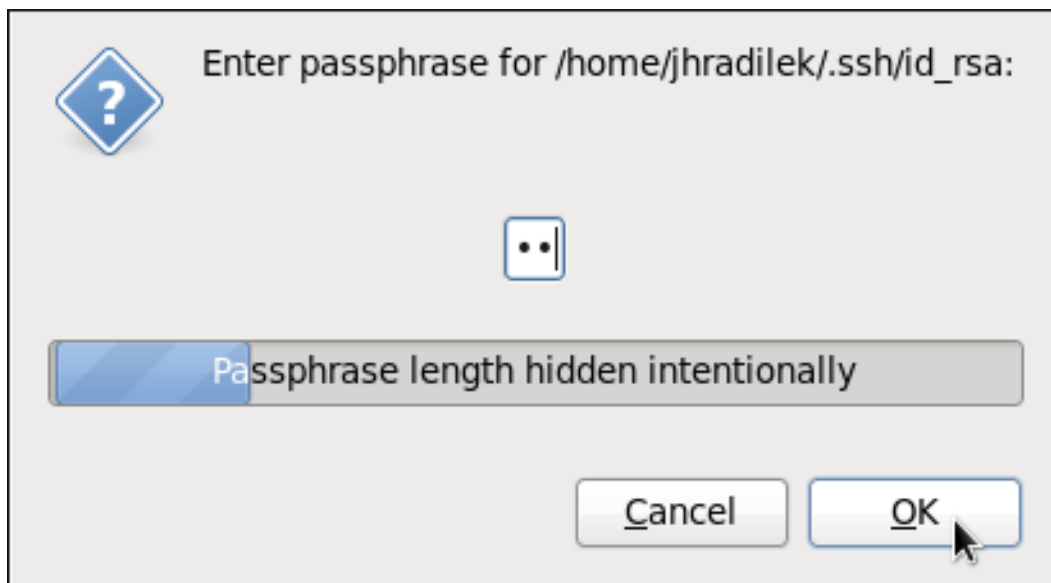 Enter passphrase for /home/jhradilek/.ssh/id_rsa:
••
Passphrase length hidden intentionally
Cancel
OK